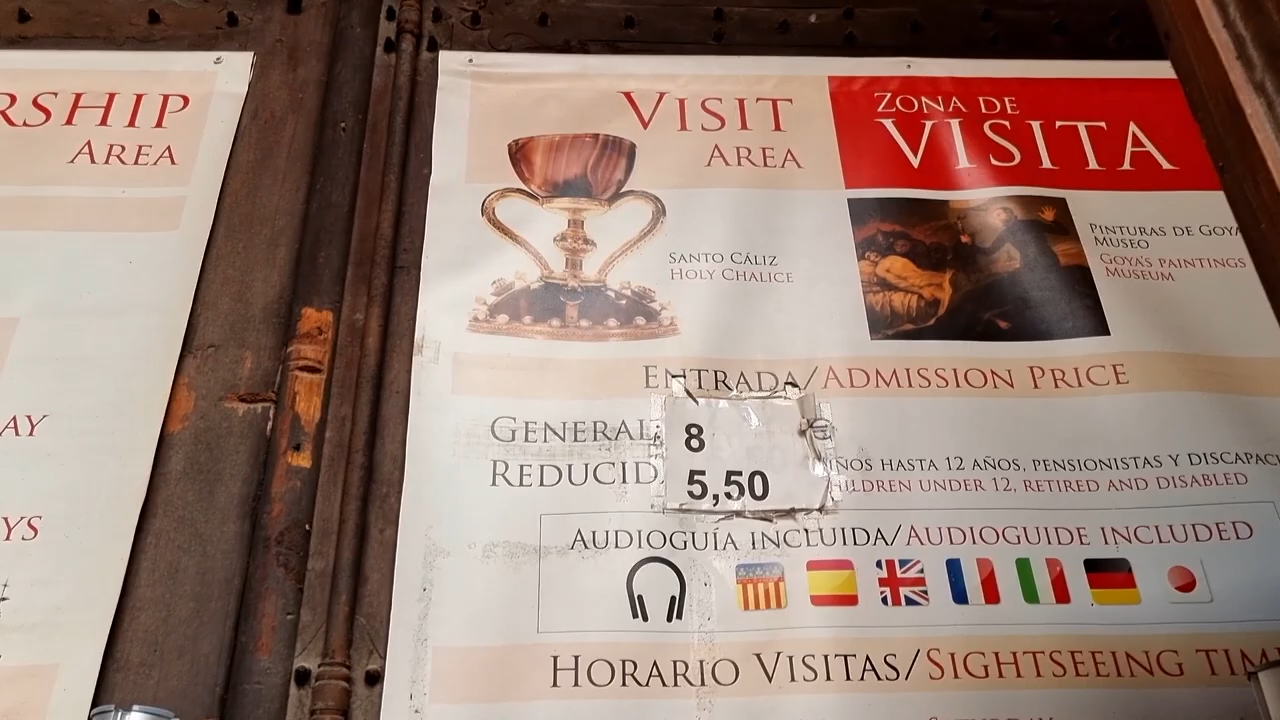 RSHIP
AREA
AY
YS
VISIT
AREA
ZONA DE
VISITA
SANTO CÁLIZ
HOLY CHALICE
PINTURAS DE GOYA
MUSEO
GOYA'S PAINTINGS
MUSEUM
ENTRADA/ADMISSION PRICE
GENERAL: 8 €
REDUCID 5,50 IÑOS HASTA 12 AÑOS, PENSIONISTAS Y DISCAPAC
HILDREN UNDER 12, RETIRED AND DISABLED
AUDIOGUÍA INCLUIDA/AUDIOGUIDE INCLUDED
HORARIO VISITAS/SIGHTSEEING TIM